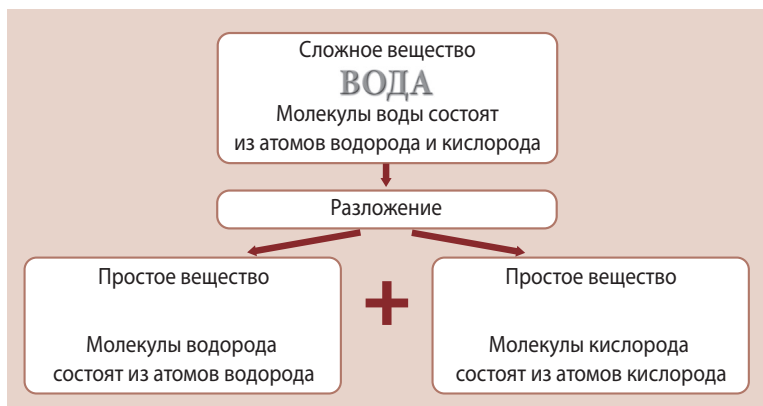 Сложное вещество
ВОДА
Молекулы воды состоят
из атомов водорода и кислорода
Разложение
Простое вещество
Молекулы водорода
состоят из атомов водорода
+
Простое вещество
Молекулы кислорода
состоят из атомов кислорода